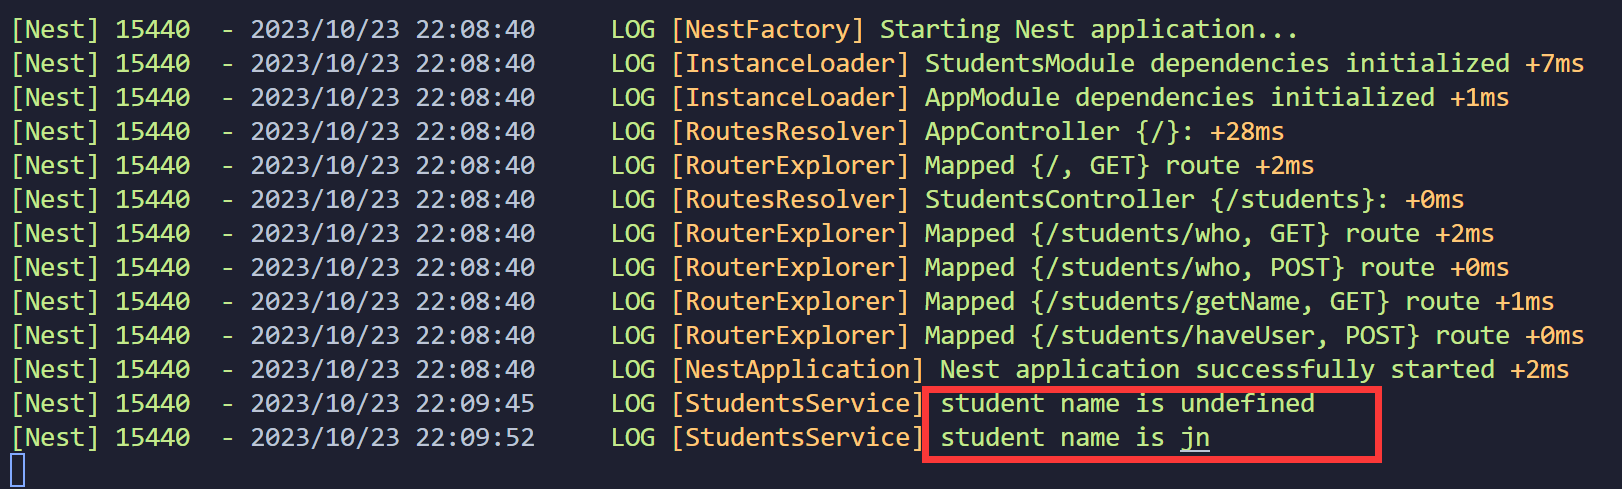 [Nest] 15440  - 2023/10/23 22:08:40     LOG [NestFactory] Starting Nest application...
[Nest] 15440  - 2023/10/23 22:08:40     LOG [InstanceLoader] StudentsModule dependencies initialized +7ms
[Nest] 15440  - 2023/10/23 22:08:40     LOG [InstanceLoader] AppModule dependencies initialized +1ms
[Nest] 15440  - 2023/10/23 22:08:40     LOG [RoutesResolver] AppController {/}: +28ms
[Nest] 15440  - 2023/10/23 22:08:40     LOG [RouterExplorer] Mapped {/, GET} route +2ms
[Nest] 15440  - 2023/10/23 22:08:40     LOG [RoutesResolver] StudentsController {/students}: +0ms
[Nest] 15440  - 2023/10/23 22:08:40     LOG [RouterExplorer] Mapped {/students/who, GET} route +2ms
[Nest] 15440  - 2023/10/23 22:08:40     LOG [RouterExplorer] Mapped {/students/who, POST} route +0ms
[Nest] 15440  - 2023/10/23 22:08:40     LOG [RouterExplorer] Mapped {/students/getName, GET} route +1ms
[Nest] 15440  - 2023/10/23 22:08:40     LOG [RouterExplorer] Mapped {/students/haveUser, POST} route +0ms
[Nest] 15440  - 2023/10/23 22:08:40     LOG [NestApplication] Nest application successfully started +2ms
[Nest] 15440  - 2023/10/23 22:09:45     LOG [StudentsService] student name is undefined
[Nest] 15440  - 2023/10/23 22:09:52     LOG [StudentsService] student name is jn